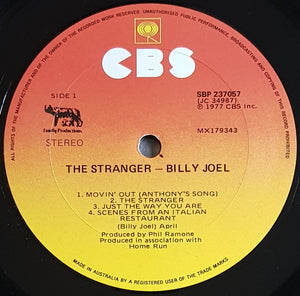 ALL RIGHTS OF THE MANUFACTURER AND OF THE OWNER OF THE RECORDED WORK RESERVED. UNAUTHORISED PUBLIC PERFORMANCE, BROADCASTING AND COPYING OF THIS RECORD PROHIBITED
CBS
SIDE 1
SBP 237057
(JC 34987)
℗ 1977 CBS Inc.
Family Productions
MX179343
STEREO
THE STRANGER — BILLY JOEL
1. MOVIN' OUT (ANTHONY'S SONG)
2. THE STRANGER
3. JUST THE WAY YOU ARE
4. SCENES FROM AN ITALIAN
RESTAURANT
(Billy Joel) April
Produced by Phil Ramone
Produced in association with
Home Run
MADE IN AUSTRALIA BY A REGISTERED USER OF THE TRADE MARKS